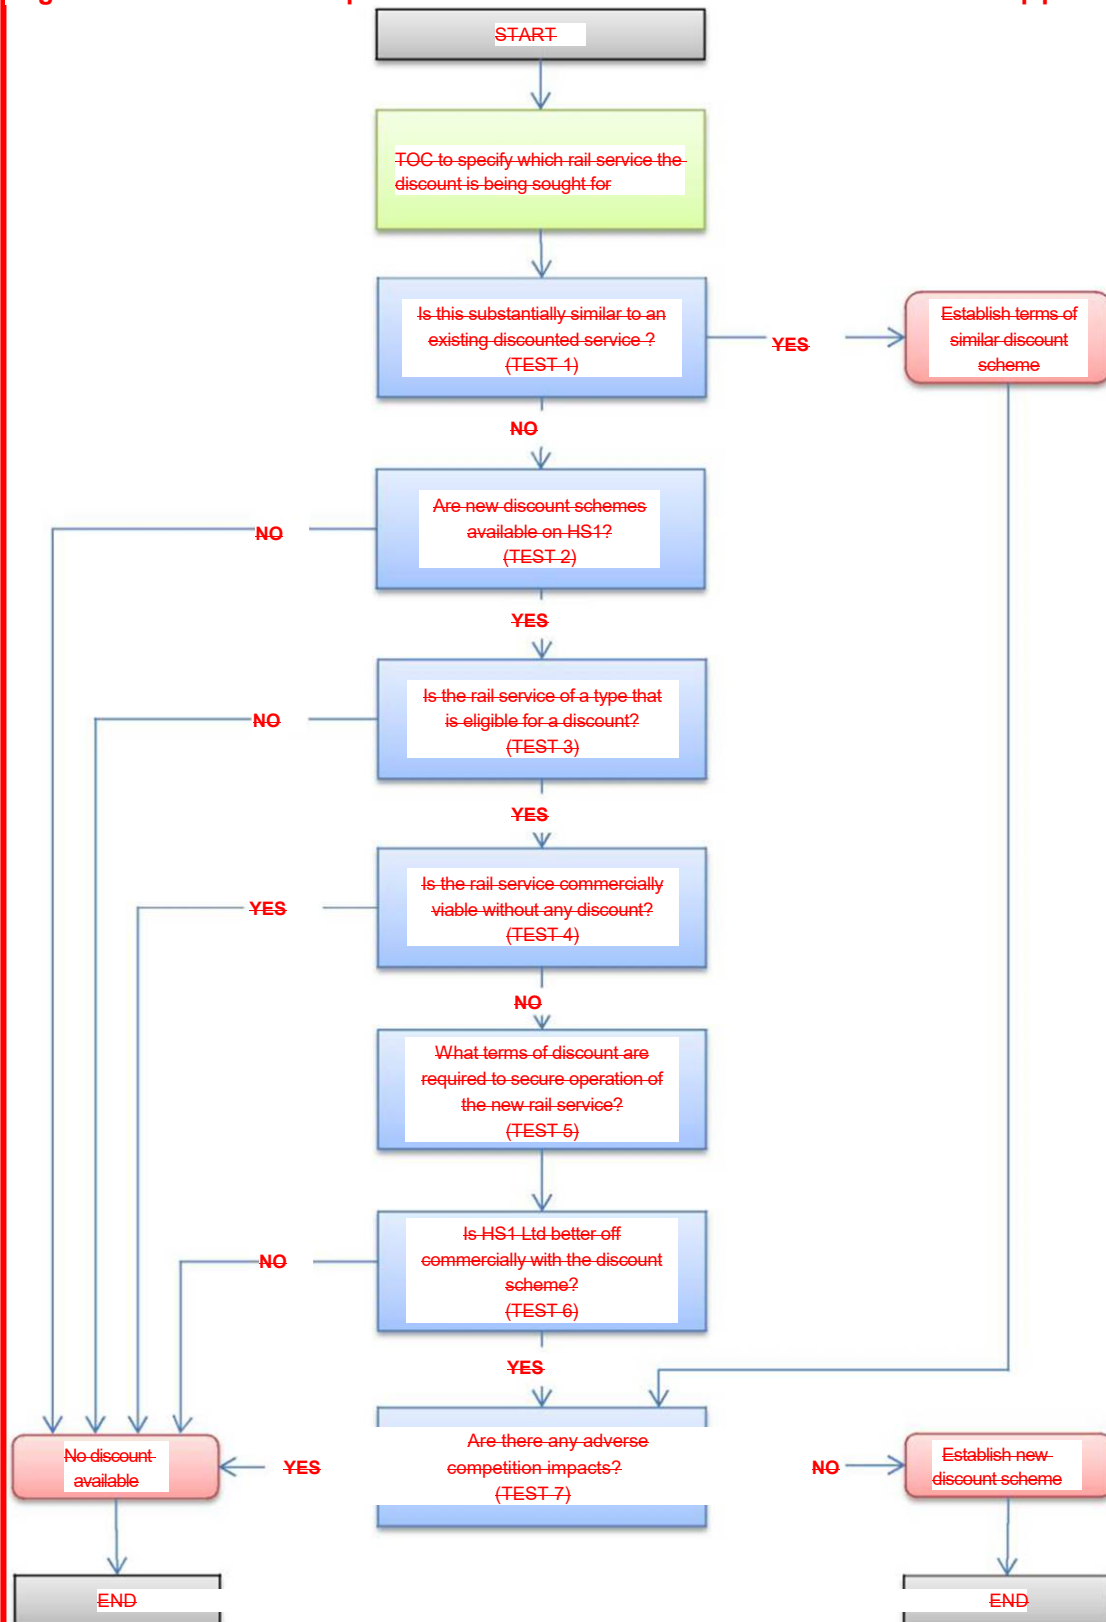 START
TOC to specify which rail service the
discount is being sought for
Is this substantially similar to an
existing discounted service ?
(TEST 1)
YES
Establish terms of
similar discount
scheme
NO
Are new discount schemes
available on HS1?
(TEST 2)
NO
YES
Is the rail service of a type that
is eligible for a discount?
(TEST 3)
NO
YES
Is the rail service commercially
viable without any discount?
(TEST 4)
YES
NO
What terms of discount are
required to secure operation of
the new rail service?
(TEST 5)
Is HS1 Ltd better off
commercially with the discount
scheme?
(TEST 6)
NO
YES
Are there any adverse
competition impacts?
(TEST 7)
YES
No discount
available
NO
Establish new
discount scheme
END
END